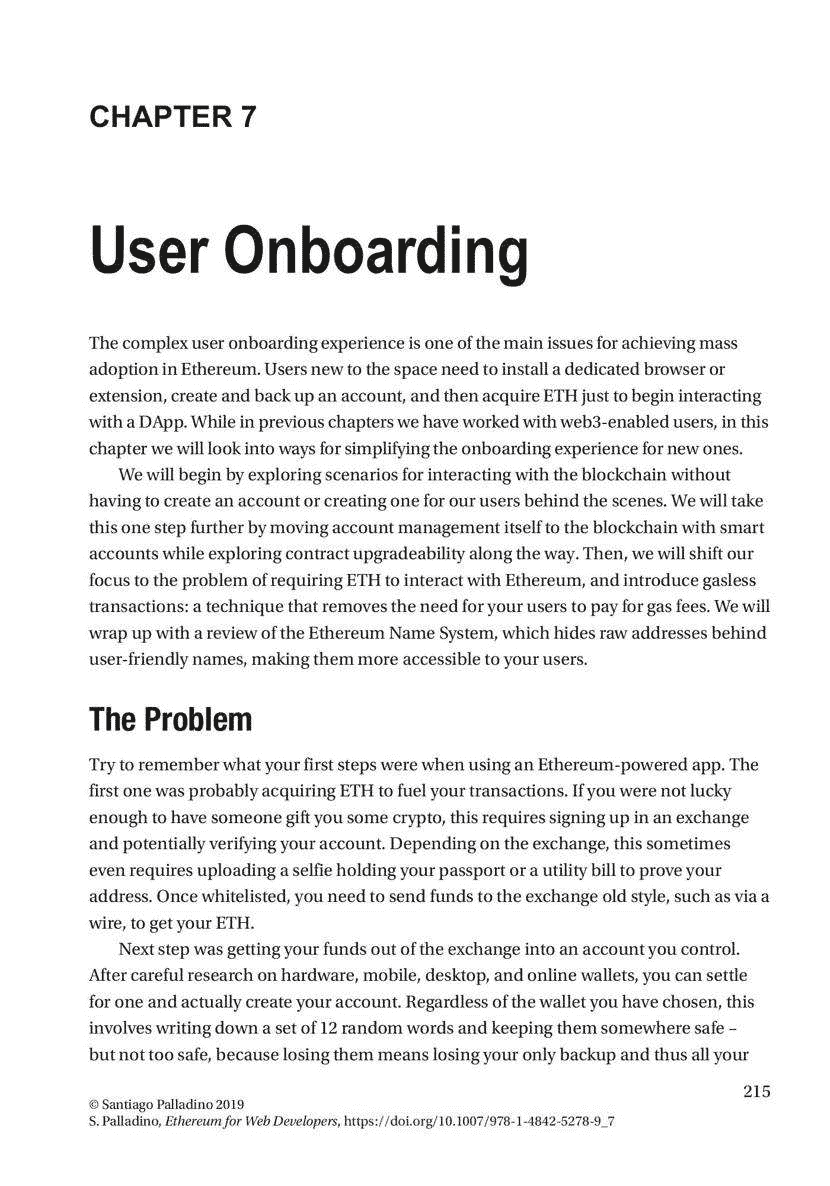 CHAPTER 7
User Onboarding
The complex user onboarding experience is one of the main issues for achieving mass
adoption in Ethereum. Users new to the space need to install a dedicated browser or
extension, create and back up an account, and then acquire ETH just to begin interacting
with a DApp. While in previous chapters we have worked with web3-enabled users, in this
chapter we will look into ways for simplifying the onboarding experience for new ones.
We will begin by exploring scenarios for interacting with the blockchain without
having to create an account or creating one for our users behind the scenes. We will take
this one step further by moving account management itself to the blockchain with smart
accounts while exploring contract upgradeability along the way. Then, we will shift our
focus to the problem of requiring ETH to interact with Ethereum, and introduce gasless
transactions: a technique that removes the need for your users to pay for gas fees. We will
wrap up with a review of the Ethereum Name System, which hides raw addresses behind
user-friendly names, making them more accessible to your users.
The Problem
Try to remember what your first steps were when using an Ethereum-powered app. The
first one was probably acquiring ETH to fuel your transactions. If you were not lucky
enough to have someone gift you some crypto, this requires signing up in an exchange
and potentially verifying your account. Depending on the exchange, this sometimes
even requires uploading a selfie holding your passport or a utility bill to prove your
address. Once whitelisted, you need to send funds to the exchange old style, such as via a
wire, to get your ETH.
Next step was getting your funds out of the exchange into an account you control.
After careful research on hardware, mobile, desktop, and online wallets, you can settle
for one and actually create your account. Regardless of the wallet you have chosen, this
involves writing down a set of 12 random words and keeping them somewhere safe –
but not too safe, because losing them means losing your only backup and thus all your
215
© Santiago Palladino 2019
S. Palladino, Ethereum for Web Developers, https://doi.org/10.1007/978-1-4842-5278-9_7